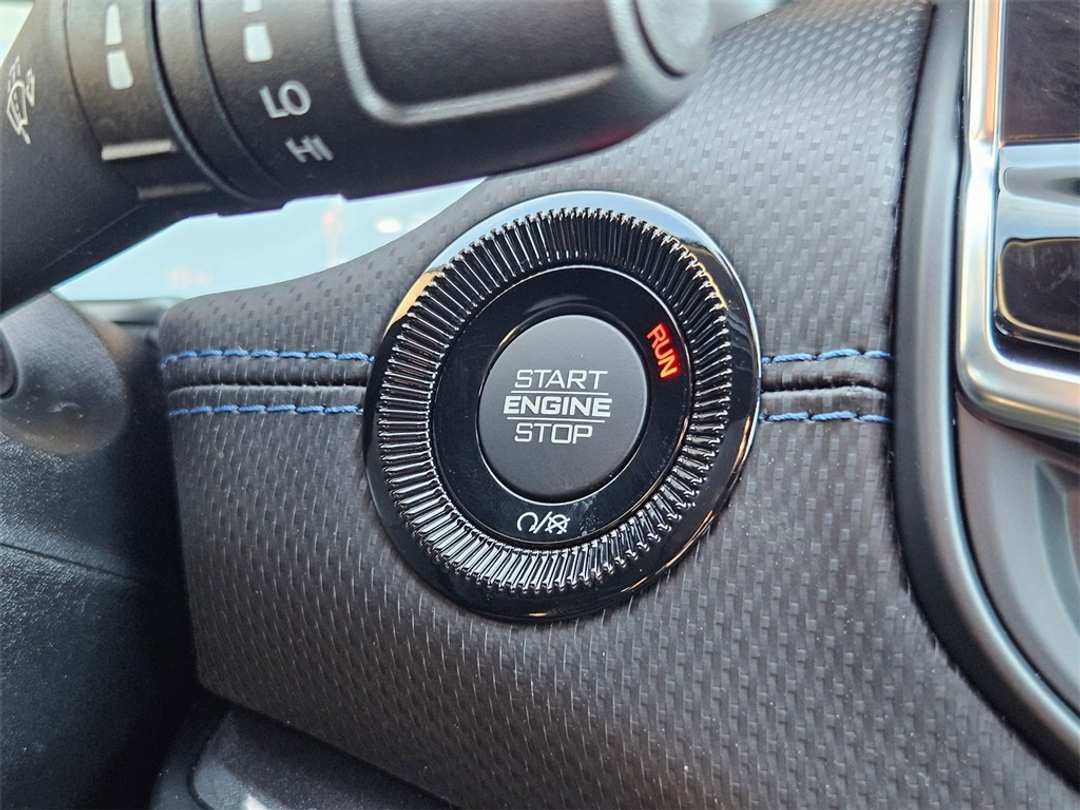 LO
HI
RUN
START
ENGINE
STOP